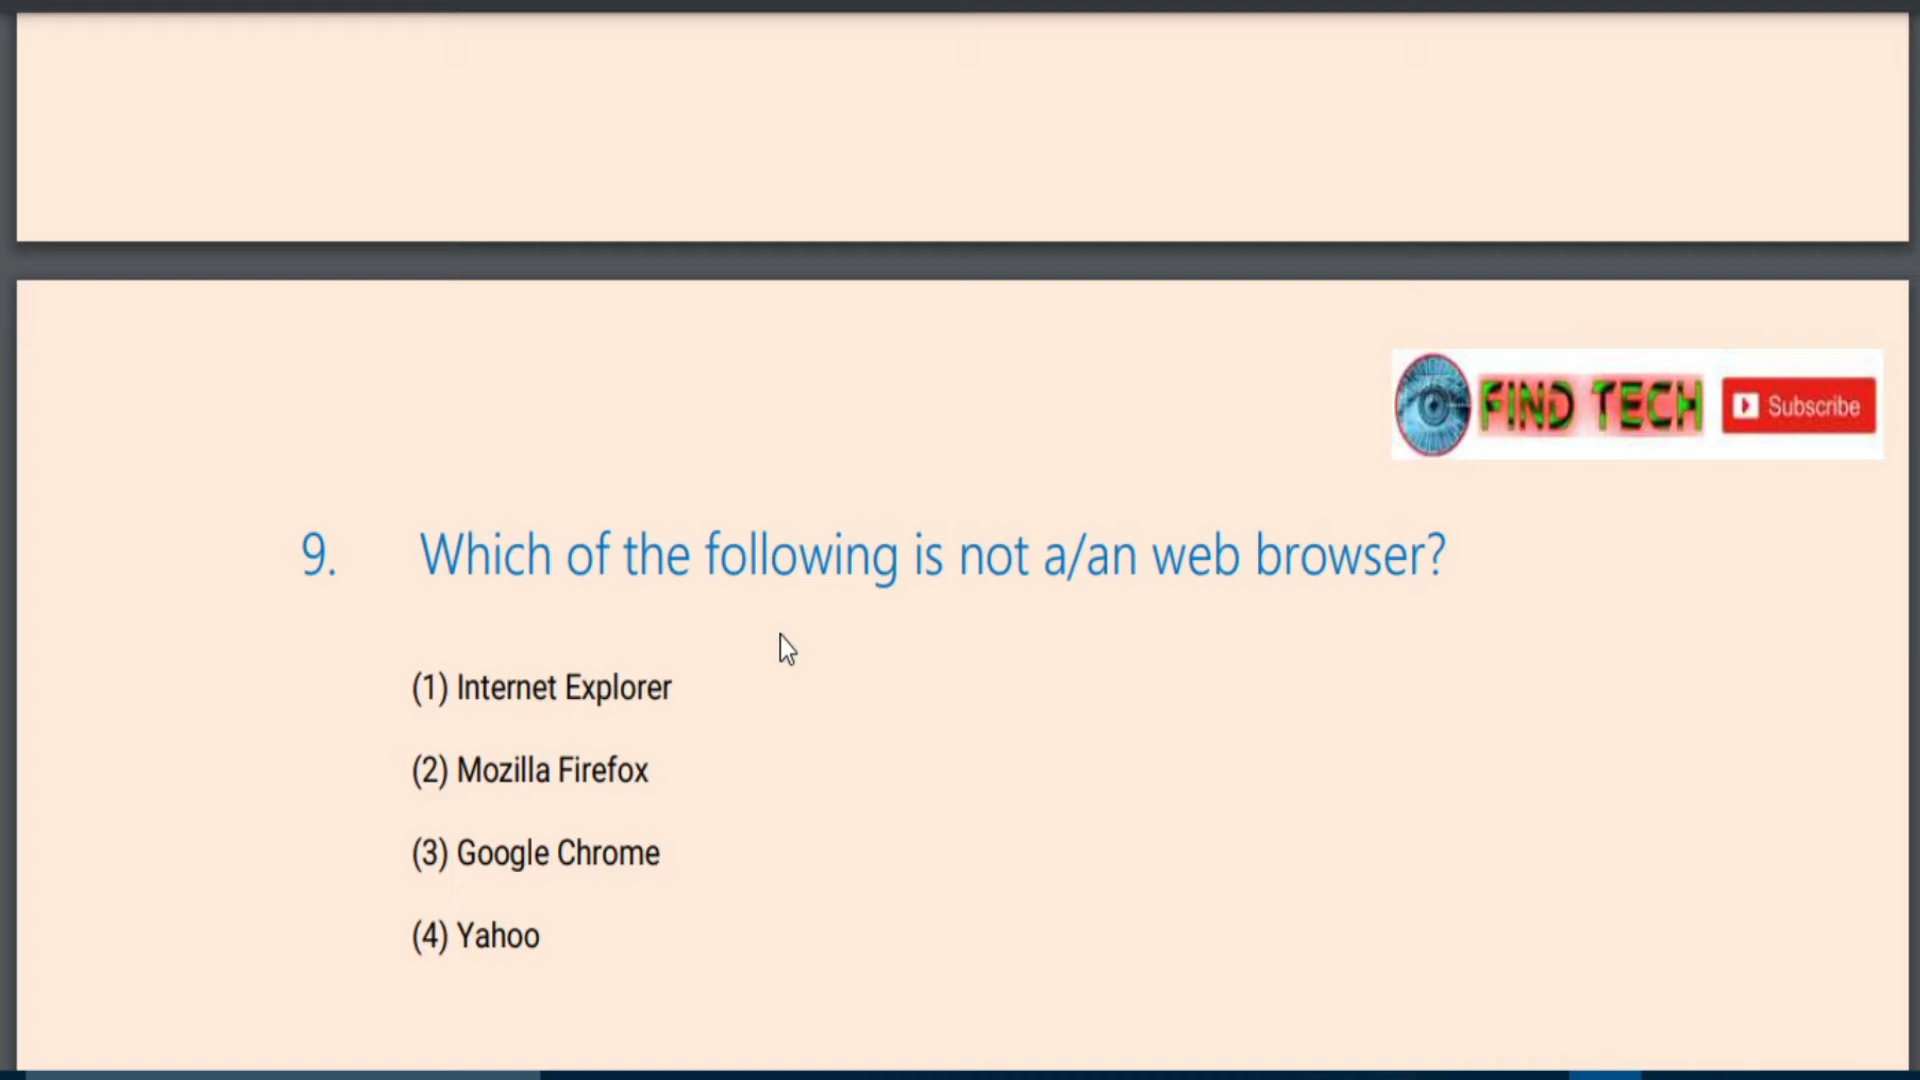 FIND TECH Subscribe
9. Which of the following is not a/an web browser?
(1) Internet Explorer
(2) Mozilla Firefox
(3) Google Chrome
(4) Yahoo